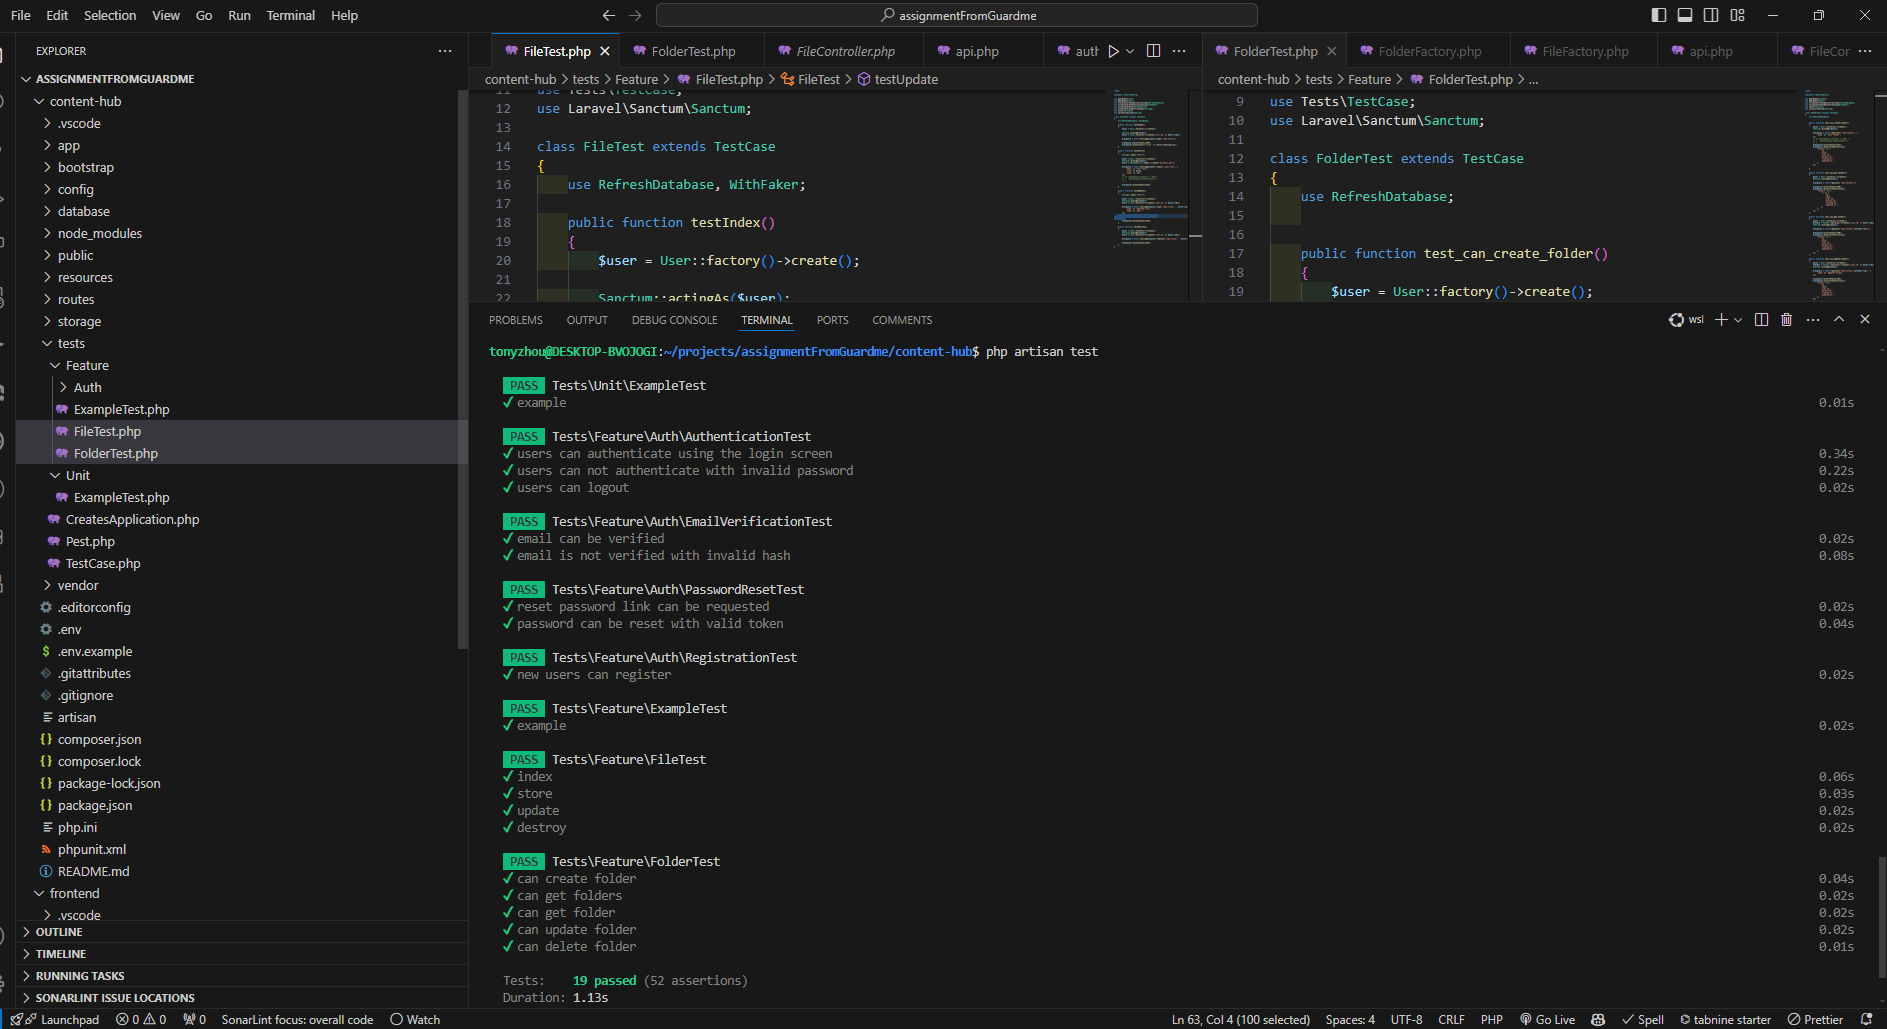 File Edit Selection View Go Run Terminal Help
assignmentFromGuardme
EXPLORER
ASSIGNMENTFROMGUARDME
content-hub
.vscode
app
bootstrap
config
database
node_modules
public
resources
routes
storage
tests
Feature
Auth
ExampleTest.php
FileTest.php
FolderTest.php
Unit
ExampleTest.php
CreatesApplication.php
Pest.php
TestCase.php
vendor
.editorconfig
.env
.env.example
.gitattributes
.gitignore
artisan
composer.json
composer.lock
package-lock.json
package.json
php.ini
phpunit.xml
README.md
frontend
.vscode
OUTLINE
TIMELINE
RUNNING TASKS
SONARLINT ISSUE LOCATIONS
FileTest.php FolderTest.php FileController.php api.php auth
content-hub > tests > Feature > FileTest.php > FileTest > testUpdate
11 use Tests\TestCase;
12 use Laravel\Sanctum\Sanctum;
13
14 class FileTest extends TestCase
15 {
16 use RefreshDatabase, WithFaker;
17
18 public function testIndex()
19 {
20 $user = User::factory()->create();
21
22 Sanctum::actingAs($user);
FolderTest.php FolderFactory.php FileFactory.php api.php FileCor
content-hub > tests > Feature > FolderTest.php > ...
9 use Tests\TestCase;
10 use Laravel\Sanctum\Sanctum;
11
12 class FolderTest extends TestCase
13 {
14 use RefreshDatabase;
15
16
17 public function test_can_create_folder()
18 {
19 $user = User::factory()->create();
PROBLEMS OUTPUT DEBUG CONSOLE TERMINAL PORTS COMMENTS
wsl
tonyzhou@DESKTOP-BVOJOGI:~/projects/assignmentFromGuardme/content-hub$ php artisan test
PASS Tests\Unit\ExampleTest
✓ example 0.01s
PASS Tests\Feature\Auth\AuthenticationTest
✓ users can authenticate using the login screen 0.34s
✓ users can not authenticate with invalid password 0.22s
✓ users can logout 0.02s
PASS Tests\Feature\Auth\EmailVerificationTest
✓ email can be verified 0.02s
✓ email is not verified with invalid hash 0.08s
PASS Tests\Feature\Auth\PasswordResetTest
✓ reset password link can be requested 0.02s
✓ password can be reset with valid token 0.04s
PASS Tests\Feature\Auth\RegistrationTest
✓ new users can register 0.02s
PASS Tests\Feature\ExampleTest
✓ example 0.02s
PASS Tests\Feature\FileTest
✓ index 0.06s
✓ store 0.03s
✓ update 0.02s
✓ destroy 0.02s
PASS Tests\Feature\FolderTest
✓ can create folder 0.04s
✓ can get folders 0.02s
✓ can get folder 0.02s
✓ can update folder 0.02s
✓ can delete folder 0.01s
Tests: 19 passed (52 assertions)
Duration: 1.13s
Launchpad 0 0 0 SonarLint focus: overall code Watch Ln 63, Col 4 (100 selected) Spaces: 4 UTF-8 CRLF PHP Go Live Spell tabnine starter Prettier